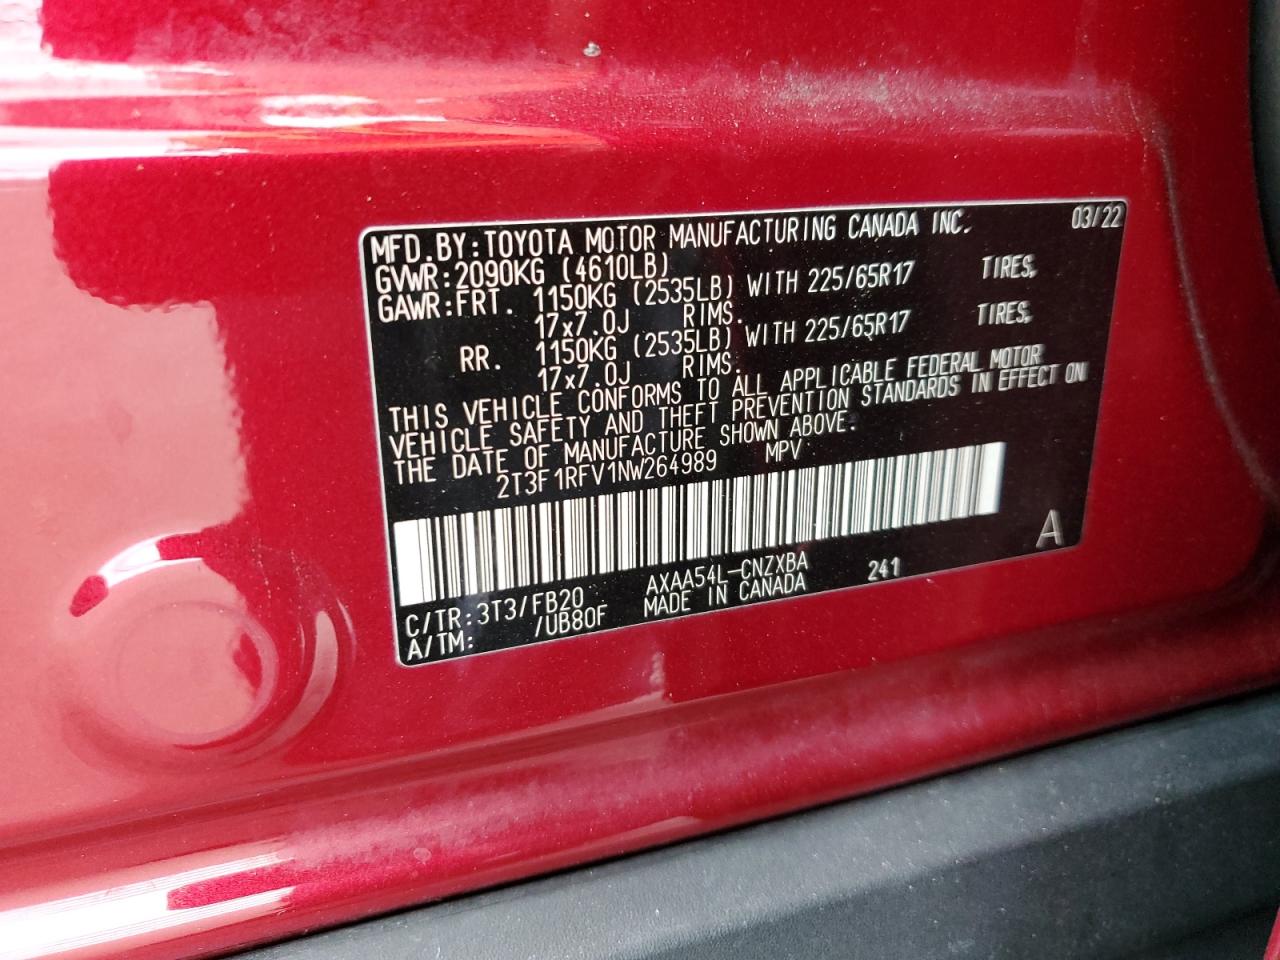 MFD.BY:TOYOTA MOTOR MANUFACTURING CANADA INC. 03/22
GVWR:2090KG (4610LB)
GAWR:FRT. 1150KG (2535LB) WITH 225/65R17 TIRES,
17x7.0J RIMS.
RR. 1150KG (2535LB) WITH 225/65R17 TIRES,
17x7.0J RIMS.
THIS VEHICLE CONFORMS TO ALL APPLICABLE FEDERAL MOTOR
VEHICLE SAFETY AND THEFT PREVENTION STANDARDS IN EFFECT ON
THE DATE OF MANUFACTURE SHOWN ABOVE.
2T3F1RFV1NW264989 MPV
A
C/TR:3T3/FB20 AXAA54L-CNZXBA 241
A/TM: /UB80F MADE IN CANADA